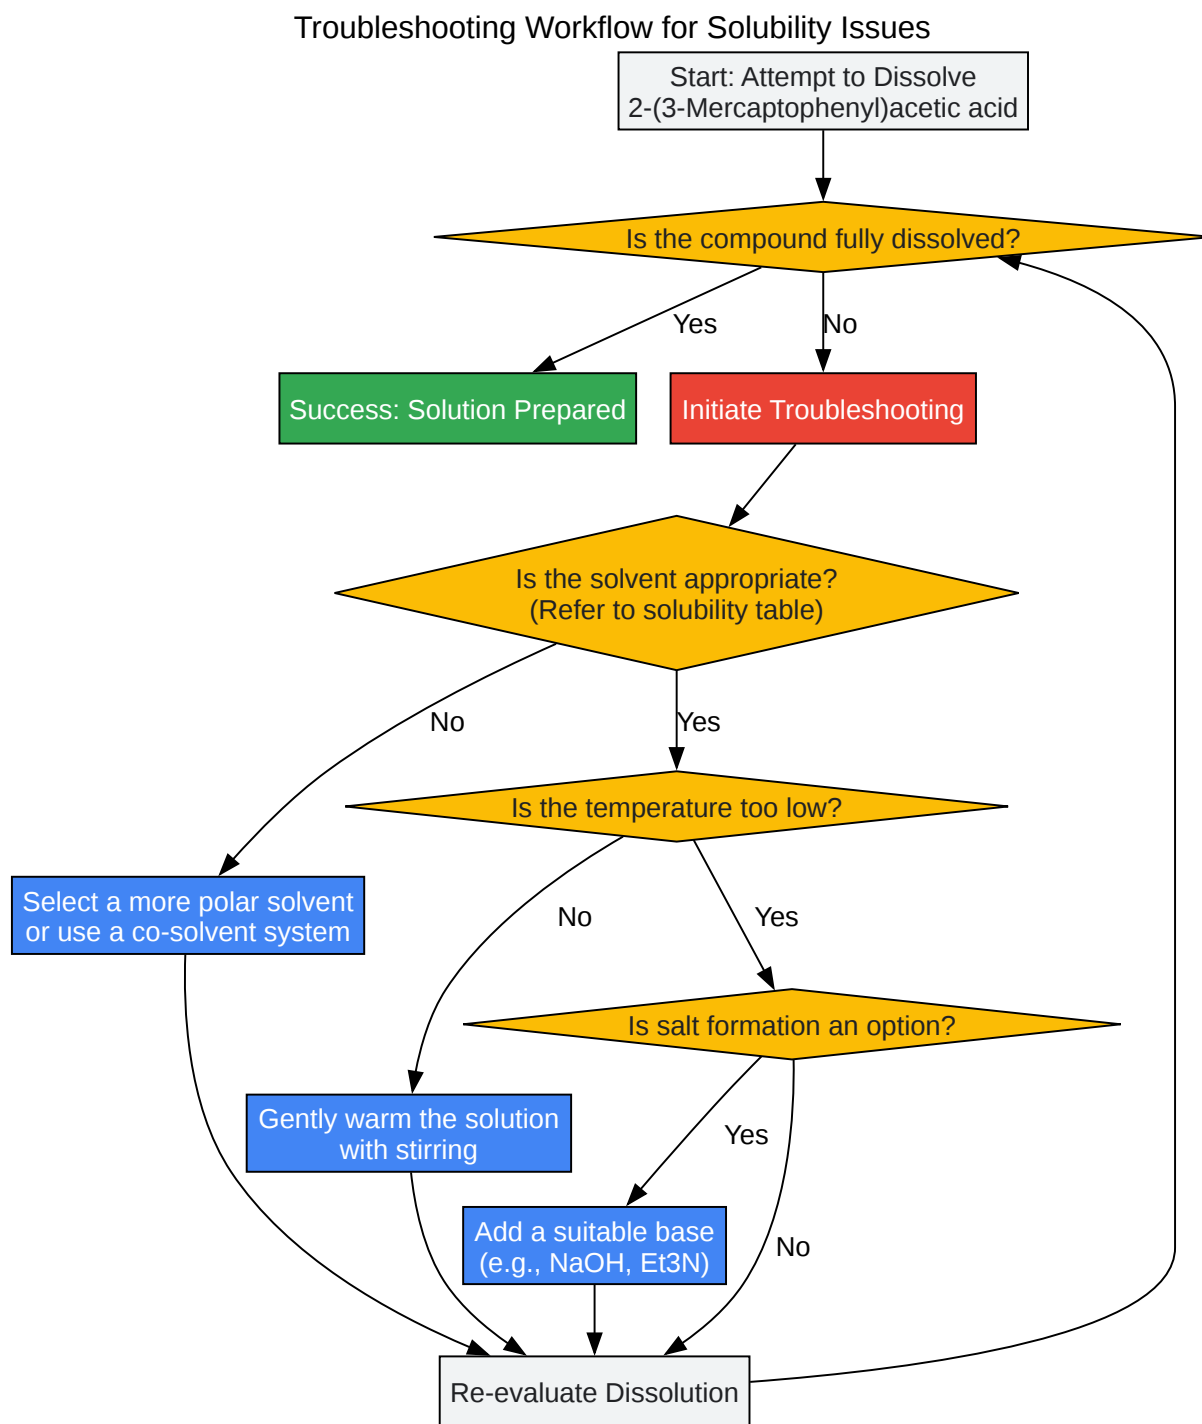 Troubleshooting Workflow for Solubility Issues
Start: Attempt to Dissolve
2-(3-Mercaptophenyl)acetic acid
Is the compound fully dissolved?
Yes
No
Success: Solution Prepared
Initiate Troubleshooting
Is the solvent appropriate?
(Refer to solubility table)
No
Yes
Is the temperature too low?
Select a more polar solvent
or use a co-solvent system
No
Yes
Is salt formation an option?
Gently warm the solution
with stirring
Yes
Add a suitable base
(e.g., NaOH, Et3N)
No
Re-evaluate Dissolution